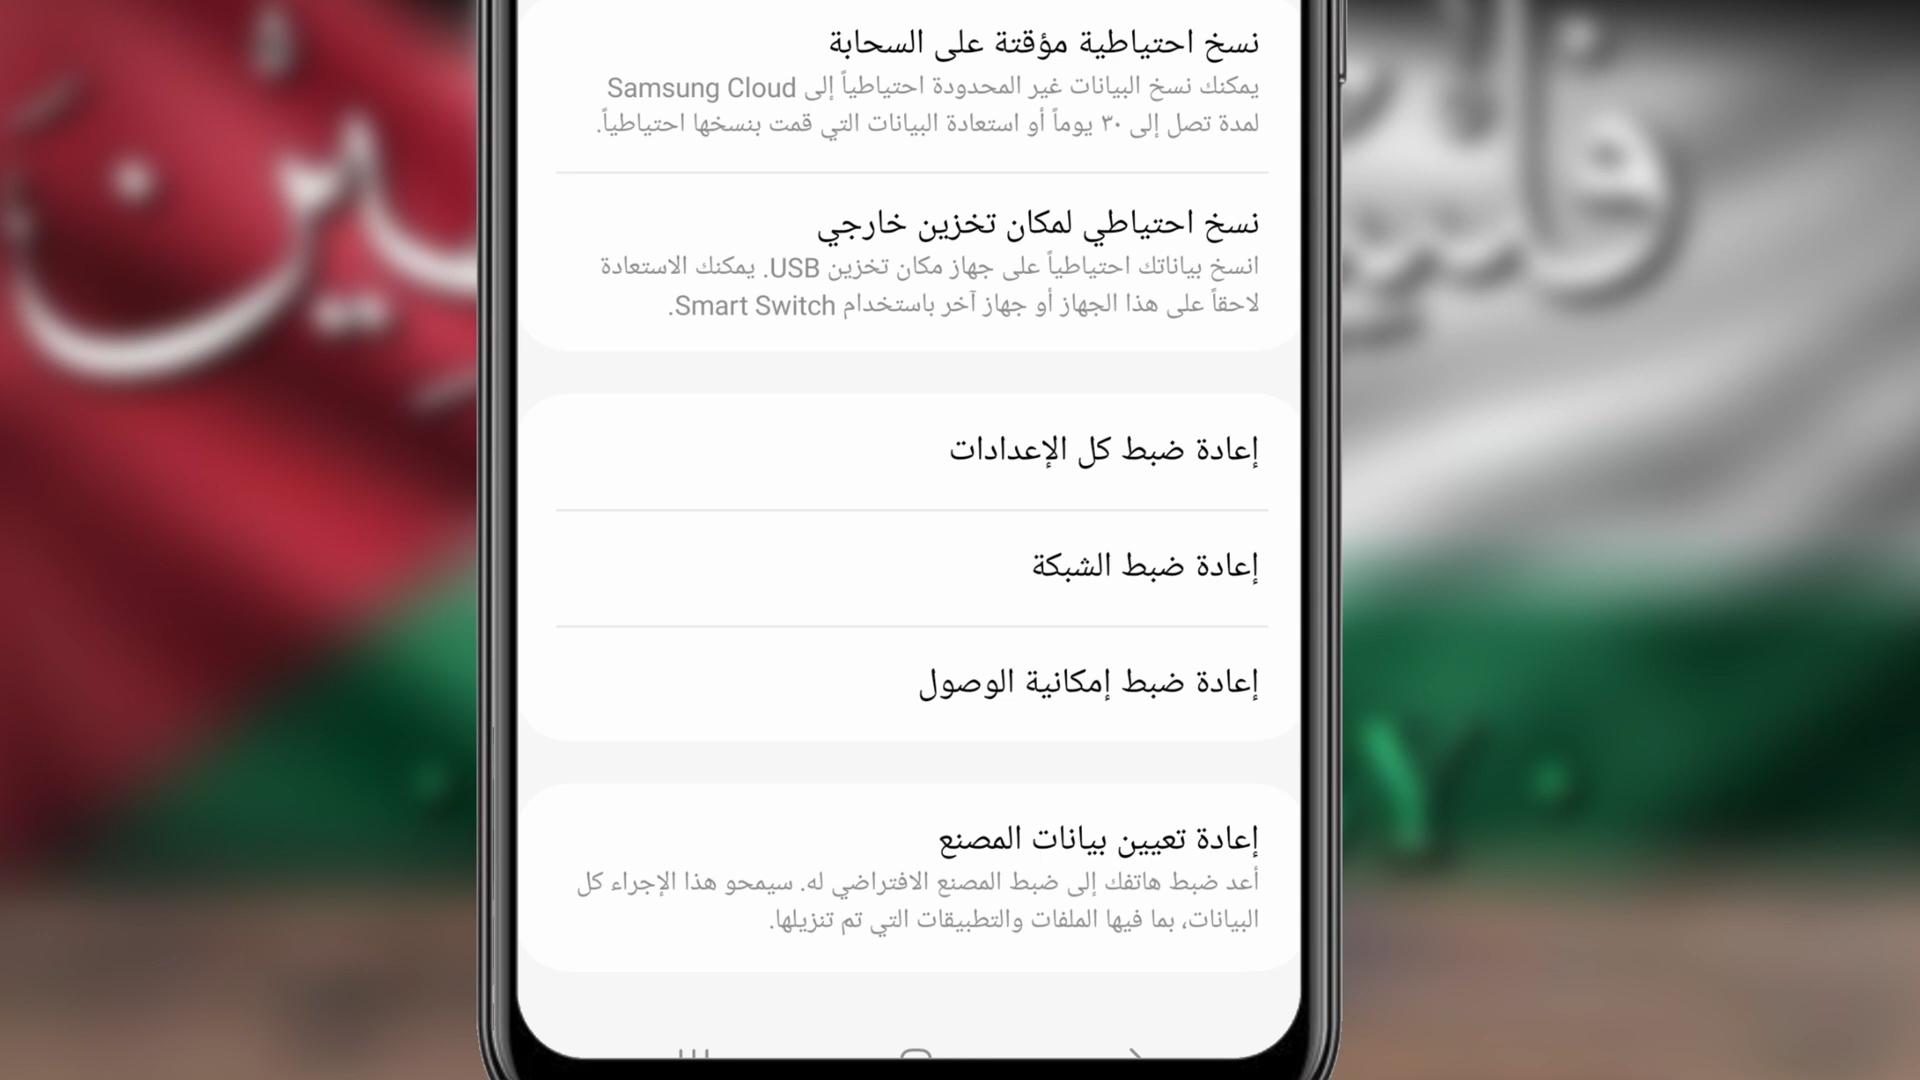 نسخ احتياطية مؤقتة على السحابة
يمكنك نسخ البيانات غير المحدودة احتياطياً إلى Samsung Cloud
لمدة تصل إلى ٣٠ يوماً أو استعادة البيانات التي قمت بنسخها احتياطياً.
نسخ احتياطي لمكان تخزين خارجي
انسخ بياناتك احتياطياً على جهاز مكان تخزين USB. يمكنك الاستعادة
لاحقاً على هذا الجهاز أو جهاز آخر باستخدام Smart Switch.
إعادة ضبط كل الإعدادات
إعادة ضبط الشبكة
إعادة ضبط إمكانية الوصول
إعادة تعيين بيانات المصنع
أعد ضبط هاتفك إلى ضبط المصنع الافتراضي له. سيمحو هذا الإجراء كل
البيانات، بما فيها الملفات والتطبيقات التي تم تنزيلها.